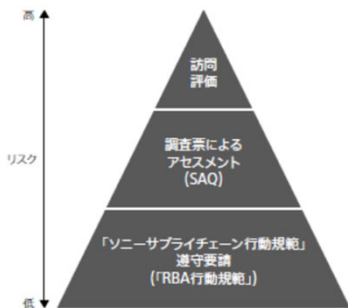 高
訪問
評価
リスク
調査票による
アセスメント
(SAQ)
「ソニーサプライチェーン行動規範」
遵守要請
(「RBA行動規範」)
低